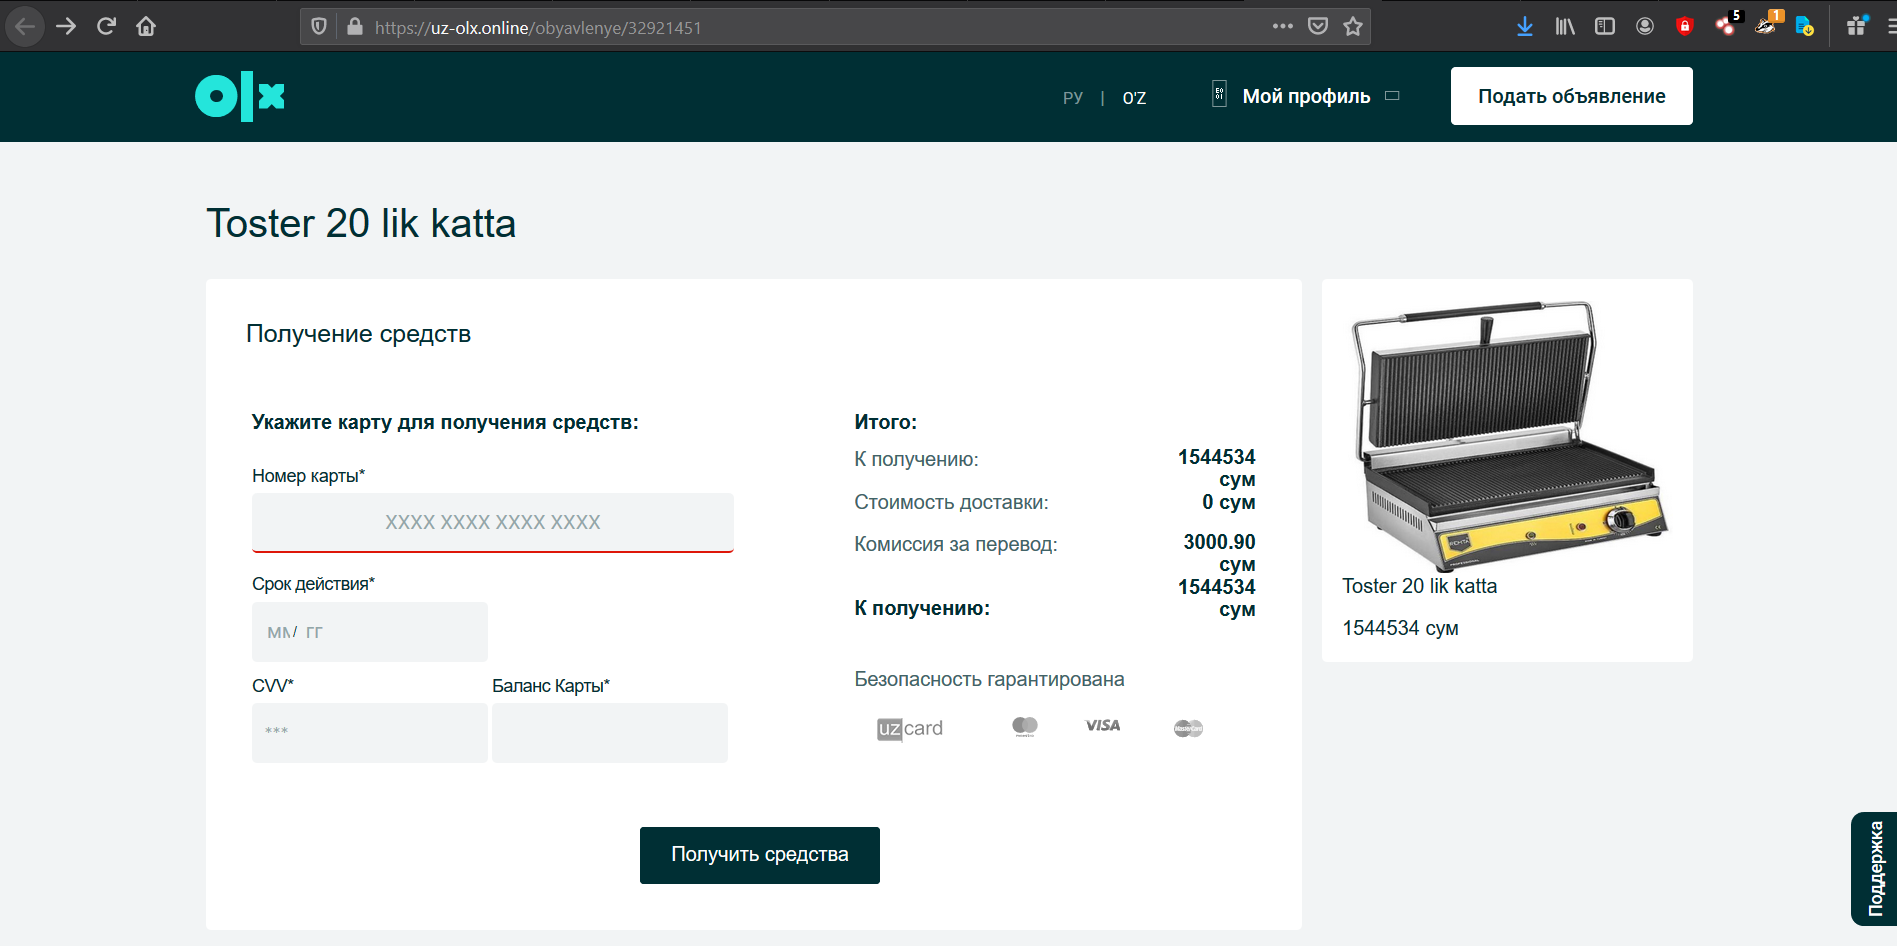 https://uz-olx.online/obyavlenye/32921451
5
1
olx
РУ | O'Z
Мой профиль
Подать объявление
Toster 20 lik katta
Получение средств
Укажите карту для получения средств:
Номер карты*
XXXX XXXX XXXX XXXX
Срок действия*
ММ/ ГГ
CVV*
Баланс Карты*
***
Итого:
К получению: 1544534 сум
Стоимость доставки: 0 сум
Комиссия за перевод: 3000.90 сум
К получению: 1544534 сум
Безопасность гарантирована
uzcard
VISA
MasterCard
Получить средства
Toster 20 lik katta
1544534 сум
Поддержка